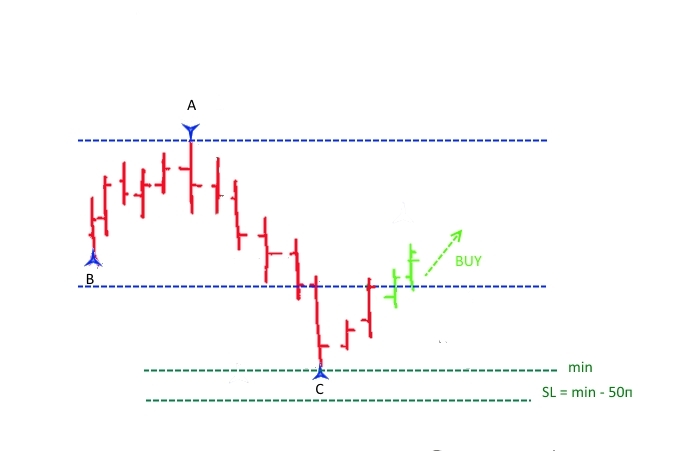 A
BUY
B
min
C
SL = min - 50п